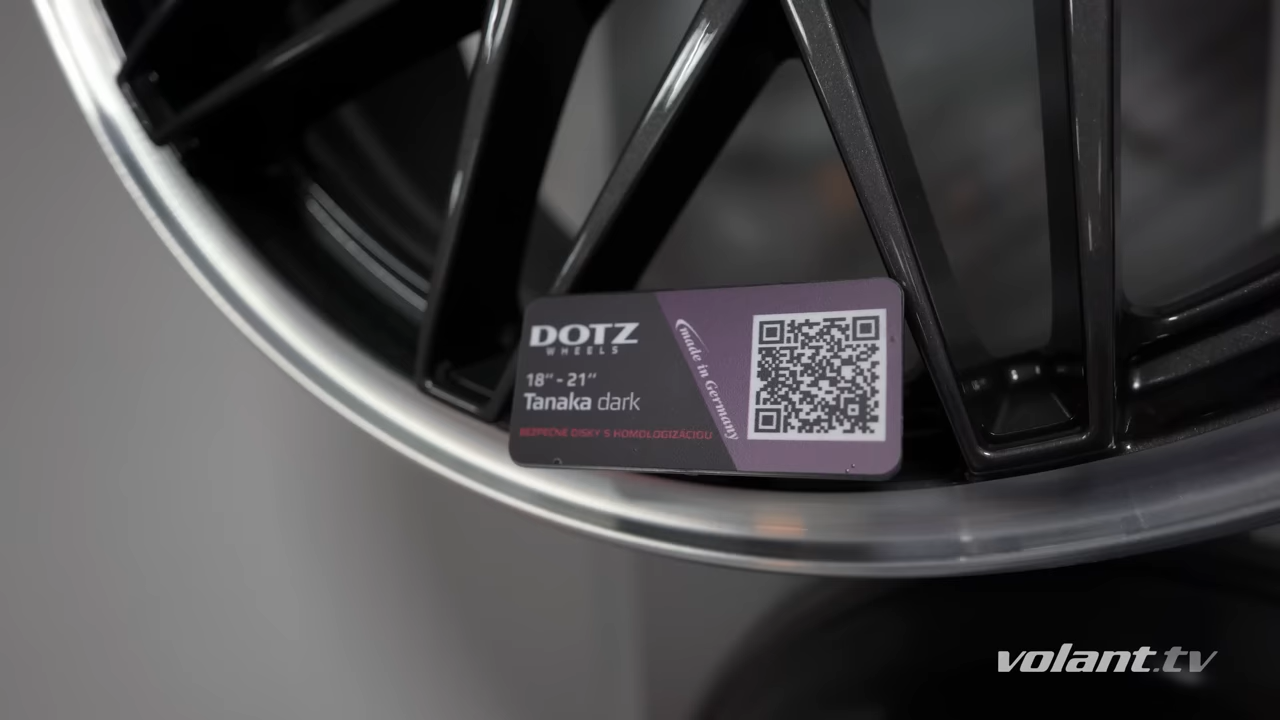 DOTZ
WHEELS
18“ - 21“
Tanaka dark
BEZPEČNÉ DISKY S HOMOLOGIZÁCIOU
made in Germany
volant.tv